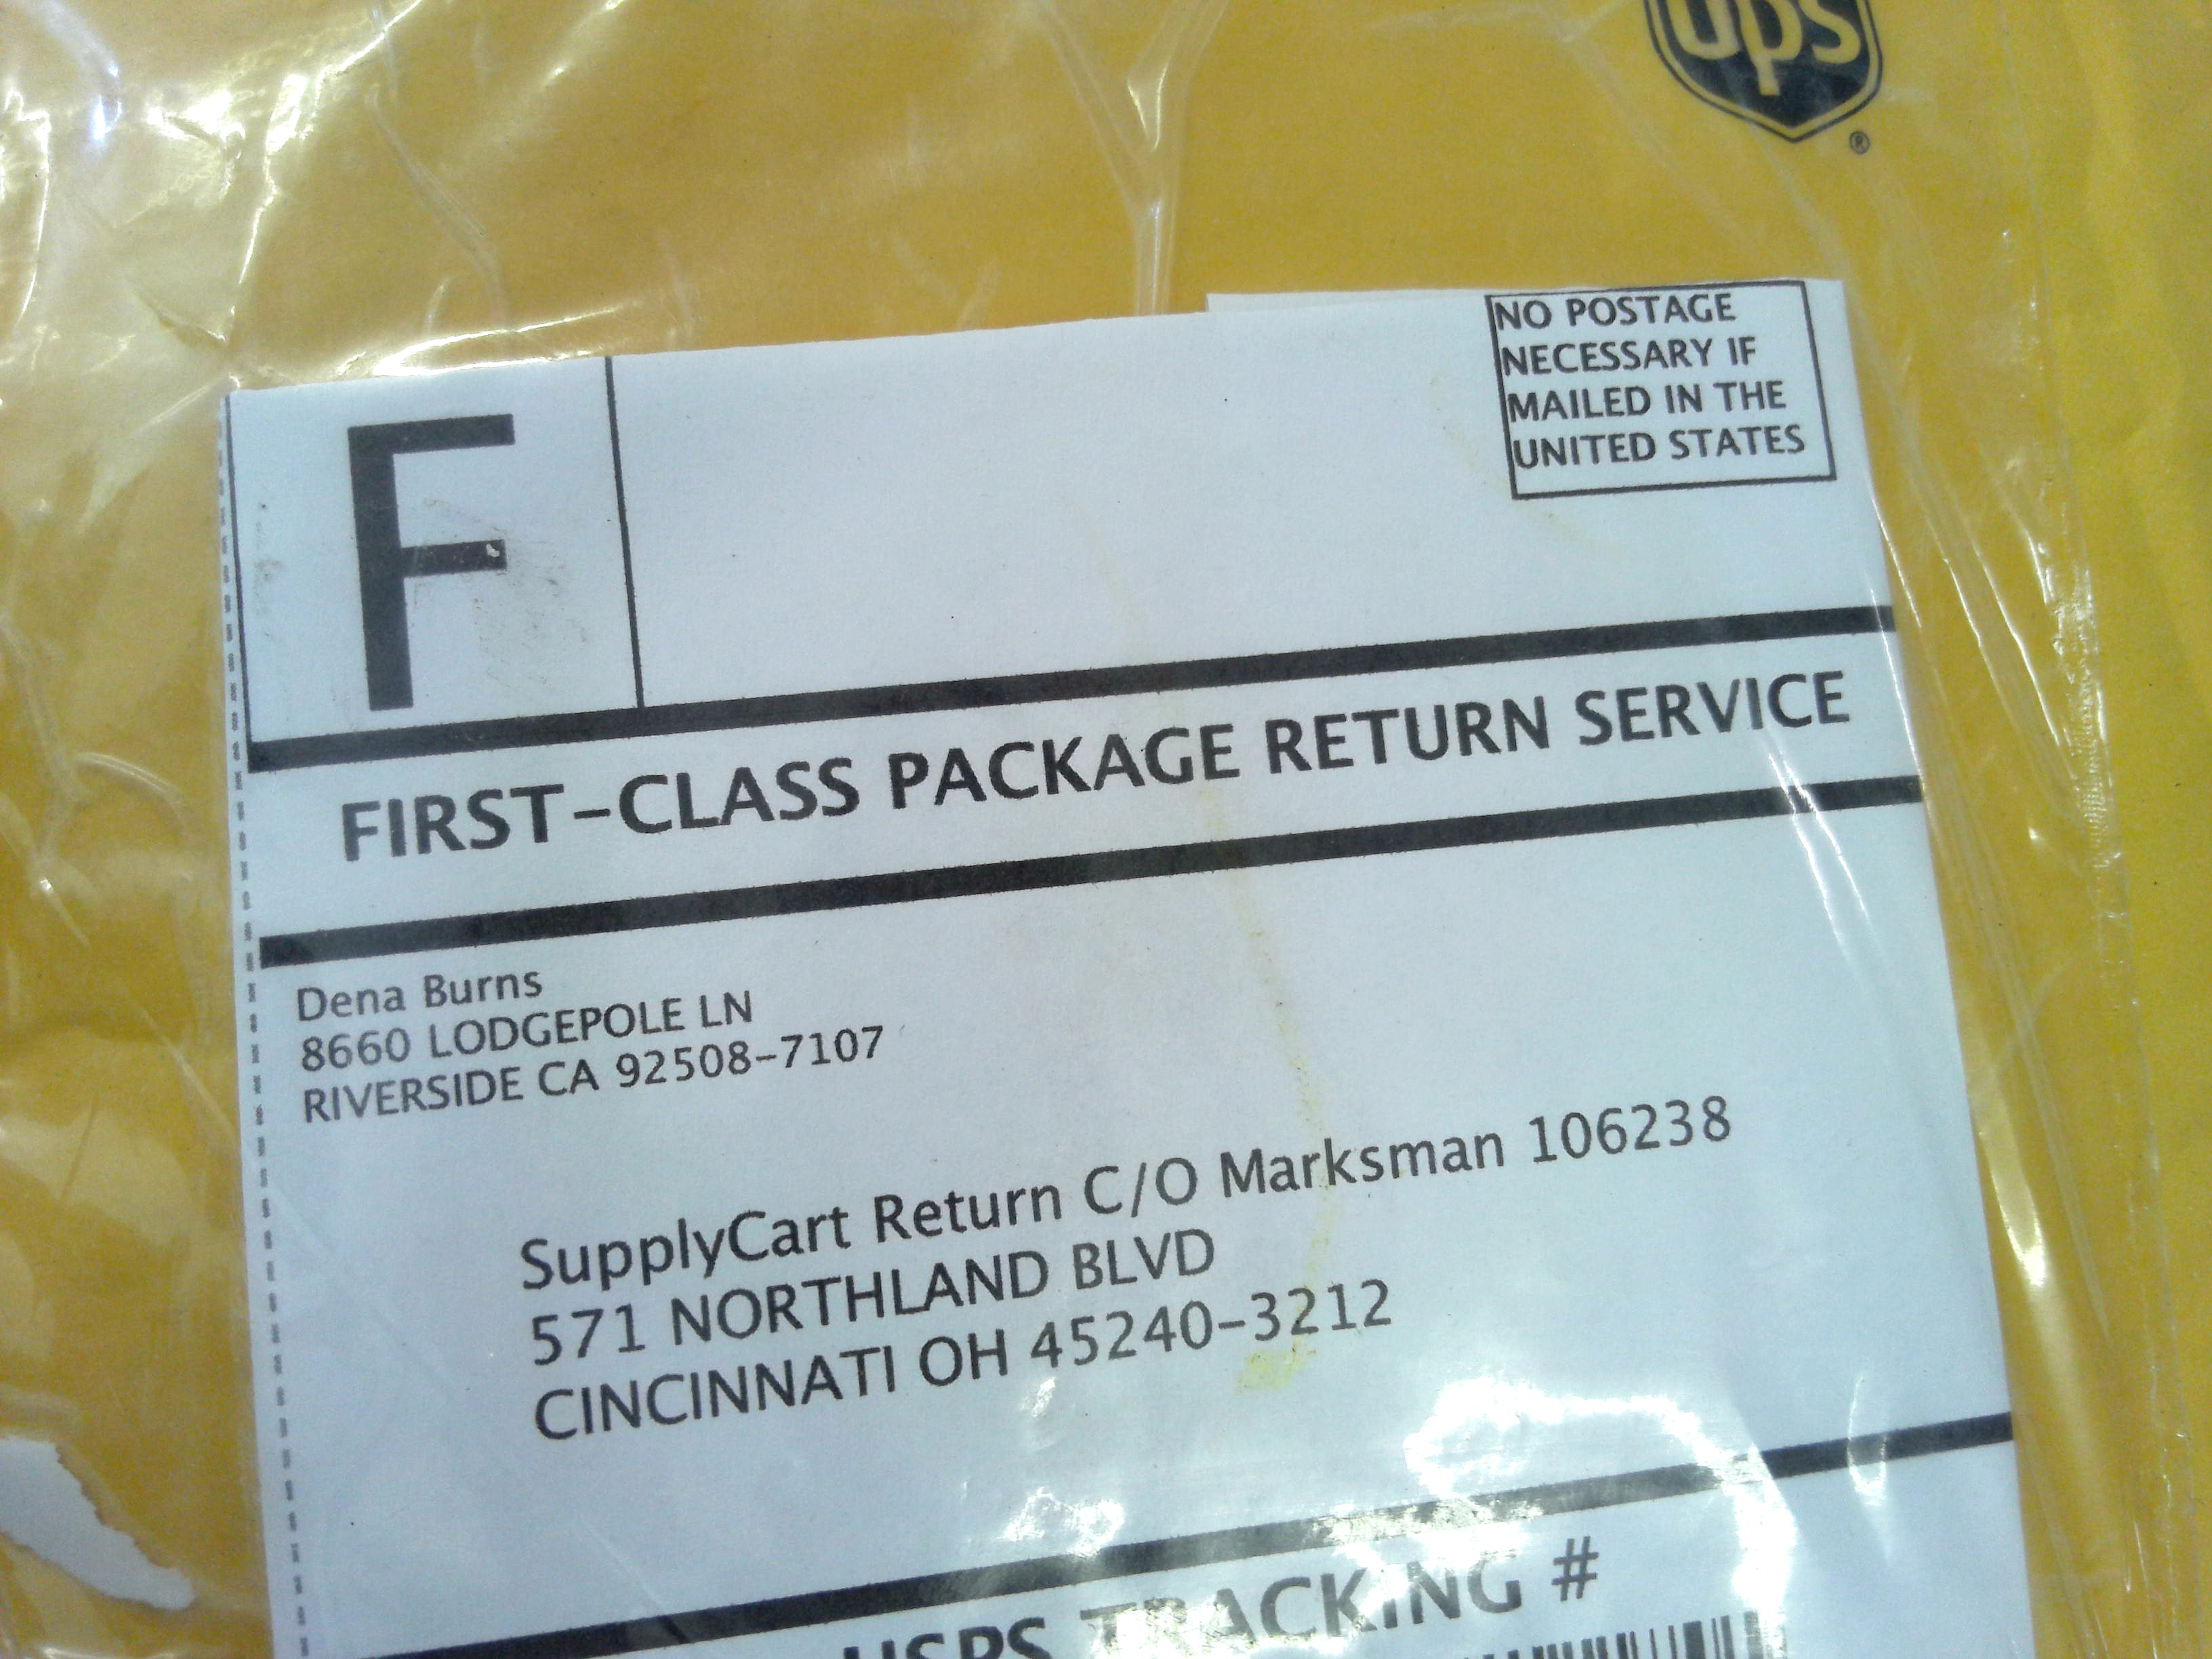 ups
®
NO POSTAGE
NECESSARY IF
MAILED IN THE
UNITED STATES
F
FIRST-CLASS PACKAGE RETURN SERVICE
Dena Burns
8660 LODGEPOLE LN
RIVERSIDE CA 92508-7107
SupplyCart Return C/O Marksman 106238
571 NORTHLAND BLVD
CINCINNATI OH 45240-3212
USPS TRACKING #